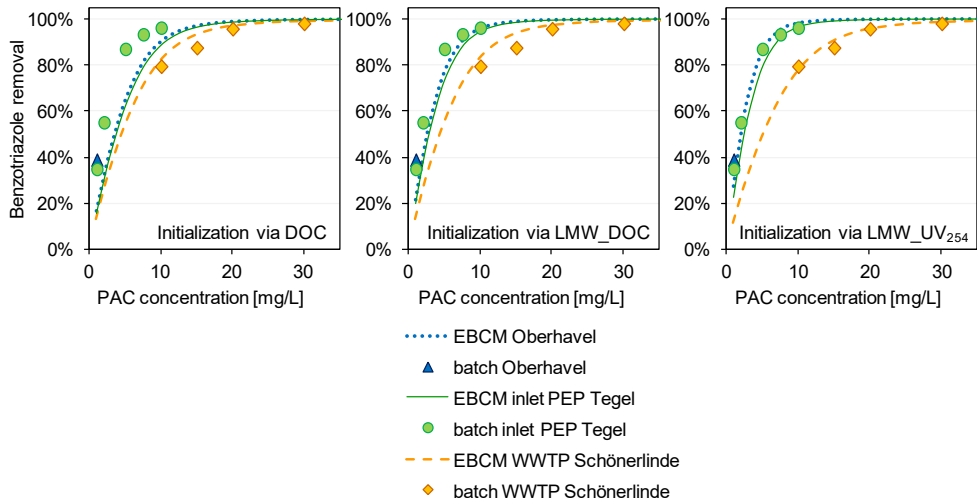 Benzotriazole removal
100%
80%
60%
40%
20%
0%
0 10 20 30
PAC concentration [mg/L]
Initialization via DOC
100%
80%
60%
40%
20%
0%
0 10 20 30
PAC concentration [mg/L]
Initialization via LMW_DOC
100%
80%
60%
40%
20%
0%
0 10 20 30
PAC concentration [mg/L]
Initialization via LMW_UV254
EBCM Oberhavel
batch Oberhavel
EBCM inlet PEP Tegel
batch inlet PEP Tegel
EBCM WWTP Schönerlinde
batch WWTP Schönerlinde